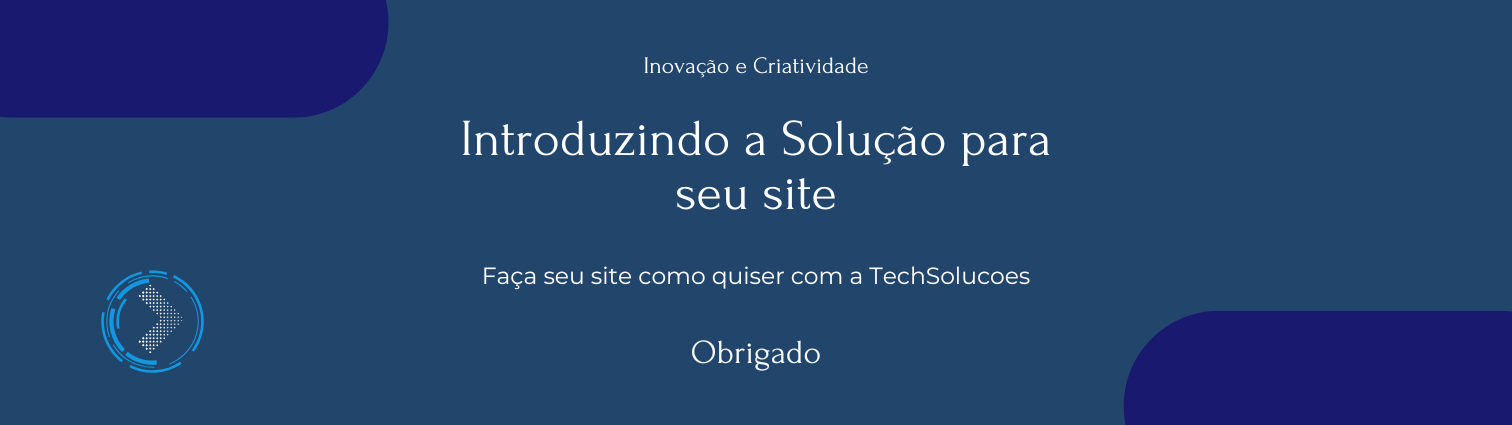 Inovação e Criatividade
Introduzindo a Solução para
seu site
Faça seu site como quiser com a TechSolucoes
Obrigado